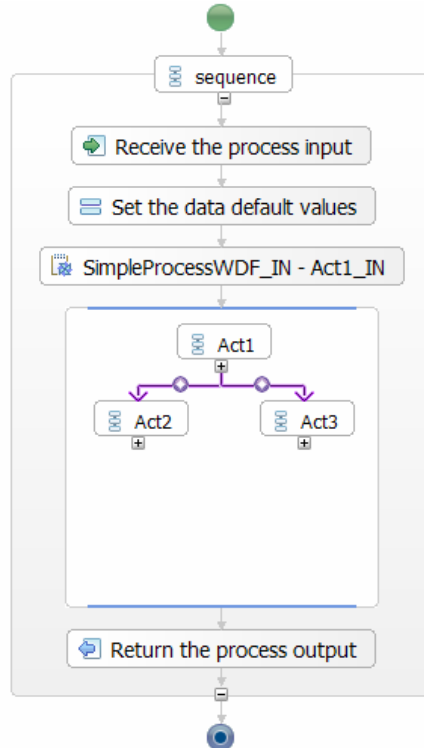 sequence
Receive the process input
Set the data default values
SimpleProcessWDF_IN - Act1_IN
Act1
Act2
Act3
Return the process output